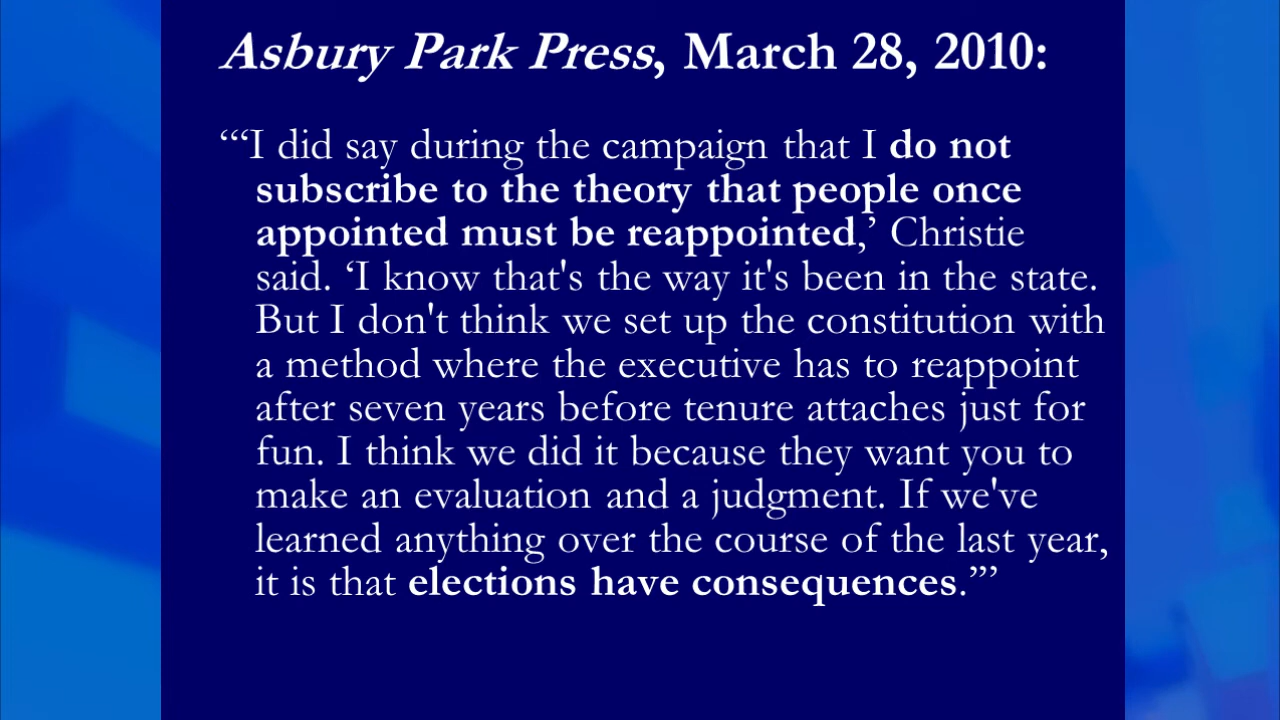 Asbury Park Press, March 28, 2010:
“‘I did say during the campaign that I do not
subscribe to the theory that people once
appointed must be reappointed,’ Christie
said. ‘I know that's the way it's been in the state.
But I don't think we set up the constitution with
a method where the executive has to reappoint
after seven years before tenure attaches just for
fun. I think we did it because they want you to
make an evaluation and a judgment. If we've
learned anything over the course of the last year,
it is that elections have consequences.”’